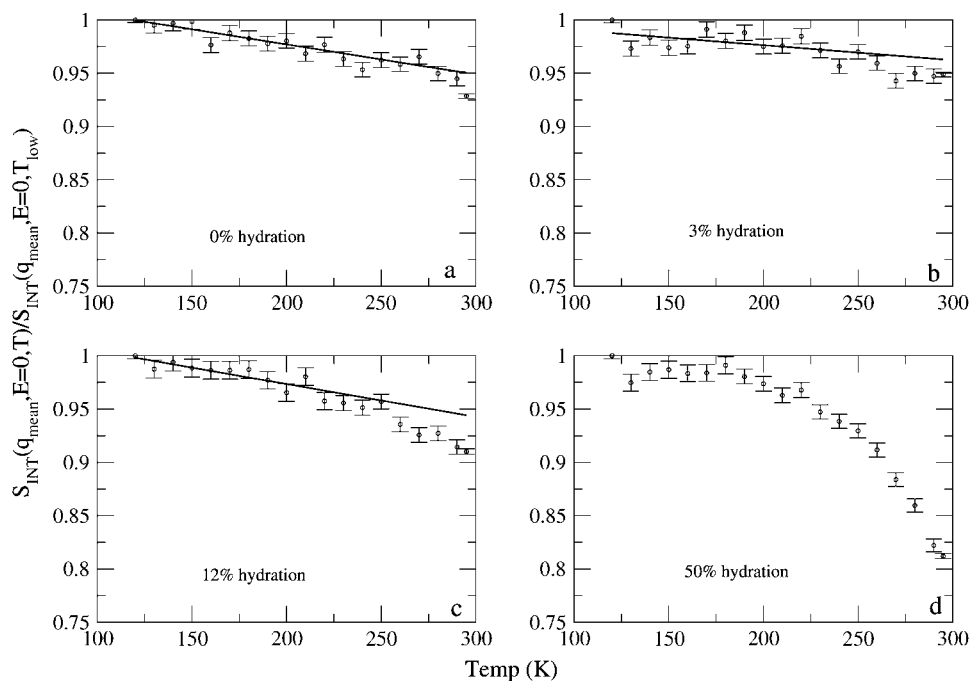 S_INT(q_mean,E=0,T)/S_INT(q_mean,E=0,T_low)
1
0.95
0.9
0.85
0.8
0.75
0% hydration
a
100 150 200 250 300
1
0.95
0.9
0.85
0.8
0.75
3% hydration
b
100 150 200 250 300
1
0.95
0.9
0.85
0.8
0.75
12% hydration
c
100 150 200 250 300
1
0.95
0.9
0.85
0.8
0.75
50% hydration
d
100 150 200 250 300
Temp (K)